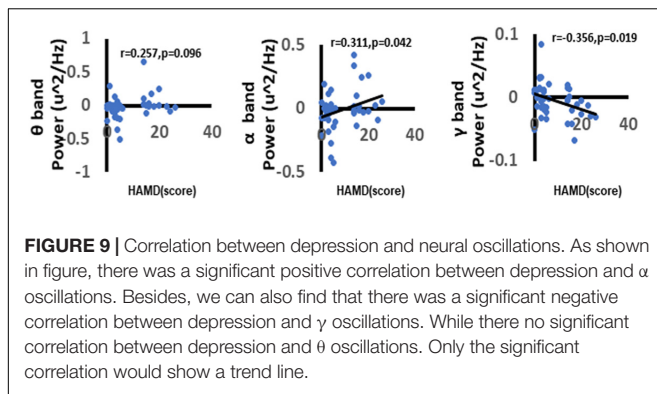 θ band
Power (u^2/Hz)
1
0.5
0
0.5
-1
r=0.257,p=0.096
0
20
40
HAMD(score)
α band
Power (u^2/Hz)
0.5
0
-0.5
r=0.311,p=0.042
0
20
40
HAMD(score)
γ band
Power (u^2/Hz)
0.1
0
-0.1
r=-0.356,p=0.019
0
20
40
HAMD(score)
FIGURE 9 | Correlation between depression and neural oscillations. As shown
in figure, there was a significant positive correlation between depression and α
oscillations. Besides, we can also find that there was a significant negative
correlation between depression and γ oscillations. While there no significant
correlation between depression and θ oscillations. Only the significant
correlation would show a trend line.